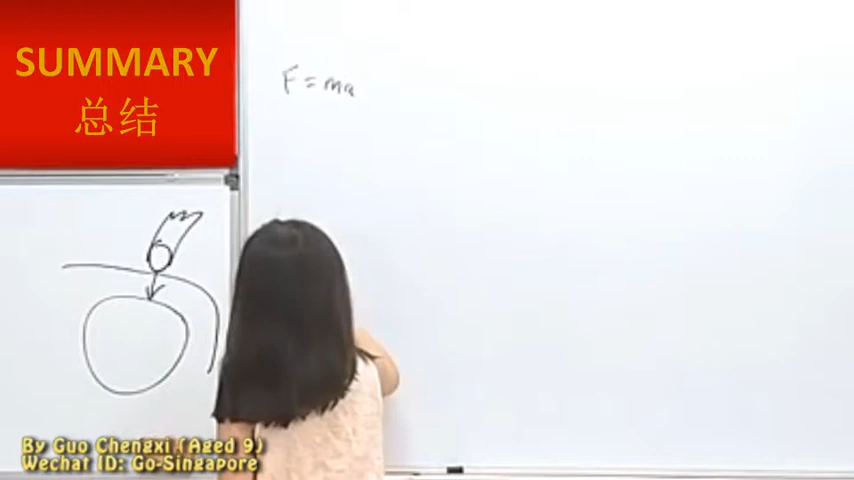 SUMMARY
总结
F = ma
By Guo Chengxi (Aged 9)
Wechat ID: Go-Singapore